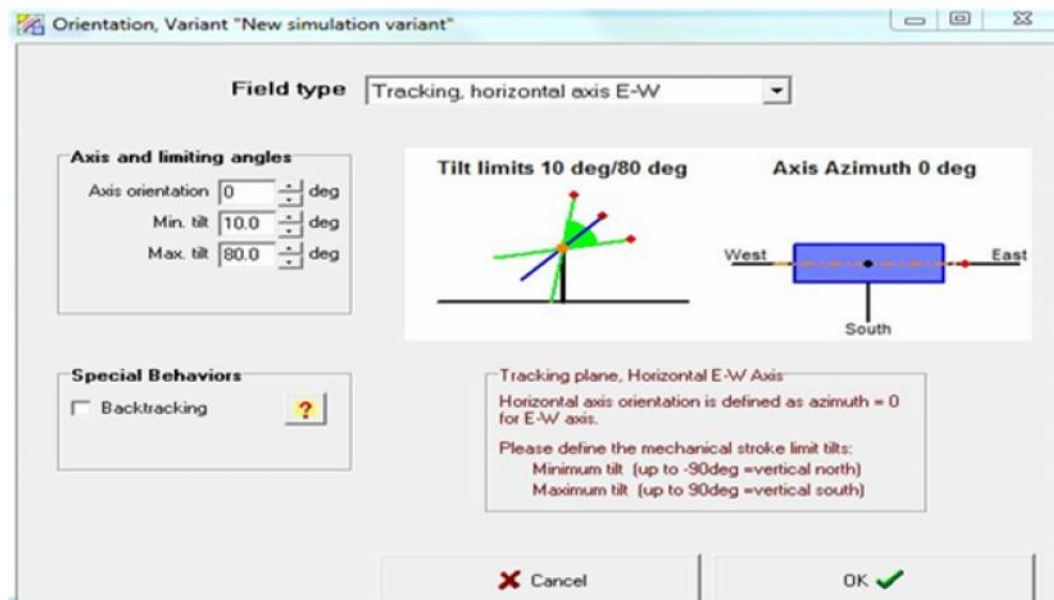 Orientation, Variant "New simulation variant"
Field type Tracking, horizontal axis E-W
Axis and limiting angles
Axis orientation 0 deg
Min. tilt 10.0 deg
Max. tilt 80.0 deg
Tilt limits 10 deg/80 deg
Axis Azimuth 0 deg
West
East
South
Special Behaviors
Backtracking
?
Tracking plane, Horizontal E-W Axis
Horizontal axis orientation is defined as azimuth = 0
for E-W axis.
Please define the mechanical stroke limit tilts:
Minimum tilt (up to -90deg =vertical north)
Maximum tilt (up to 90deg =vertical south)
Cancel
OK